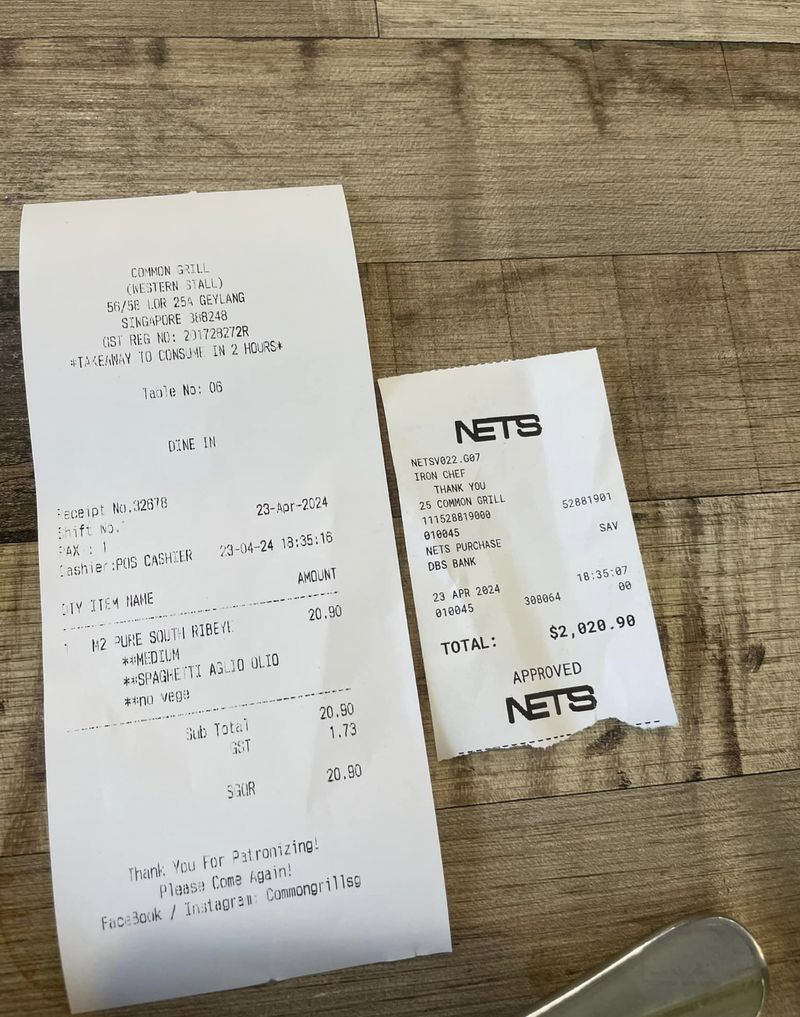 COMMON GRILL
(WESTERN STALL)
56/58 LOR 25A GEYLANG
SINGAPORE 388248
GST REG NO: 201728272R
*TAKEAWAY TO CONSUME IN 2 HOURS*
Table No: 06
DINE IN
Receipt No.32678 23-Apr-2024
Shift No.
PAX : 1
Cashier:POS CASHIER 23-04-24 18:35:16
QTY ITEM NAME AMOUNT
1 M2 PURE SOUTH RIBEYE 20.90
**MEDIUM
**SPAGHETTI AGLIO OLIO
**no vege
Sub Total 20.90
GST 1.73
SGQR 20.90
Thank You For Patronizing!
Please Come Again!
FaceBook / Instagram: Commongrillsg
NETS
NETSV022.G07
IRON CHEF
THANK YOU
25 COMMON GRILL 52881901
111528819000
010045 SAV
NETS PURCHASE
DBS BANK
23 APR 2024 18:35:07
010045 308064 00
TOTAL: $2,020.90
APPROVED
NETS